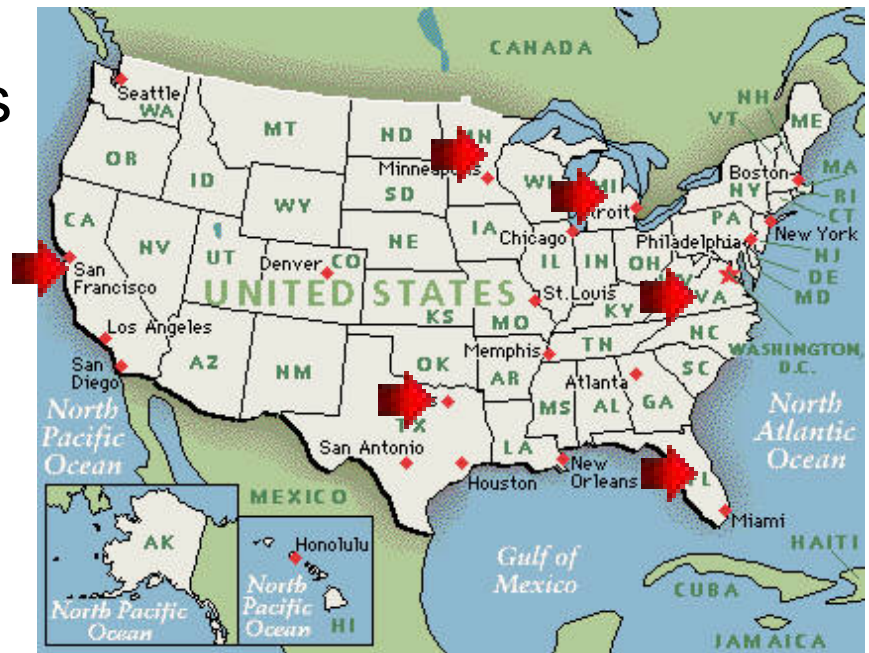 s
CANADA
NH
VT
ME
Seattle
WA
MT
ND
MN
OR
ID
SD
WI
MI
Boston
MA
NY
RI
CT
WY
IA
PA
CA
NV
UT
NE
Chicago
Philadelphia
New York
NJ
Denver
CO
IL
IN
OH
DE
San
Francisco
VA
MD
UNITED STATES
St.Louis
KS
MO
KY
Los Angeles
NC
WASHINGTON,
D.C.
AZ
NM
OK
Memphis
TN
AR
SC
San
Diego
Atlanta
MS
AL
GA
North
Pacific
Ocean
TX
North
Atlantic
Ocean
San Antonio
LA
Houston
New
Orleans
FL
MEXICO
Miami
AK
Honolulu
Gulf of
Mexico
HAITI
CUBA
North Pacific
Ocean
North
Pacific
Ocean
HI
JAMAICA